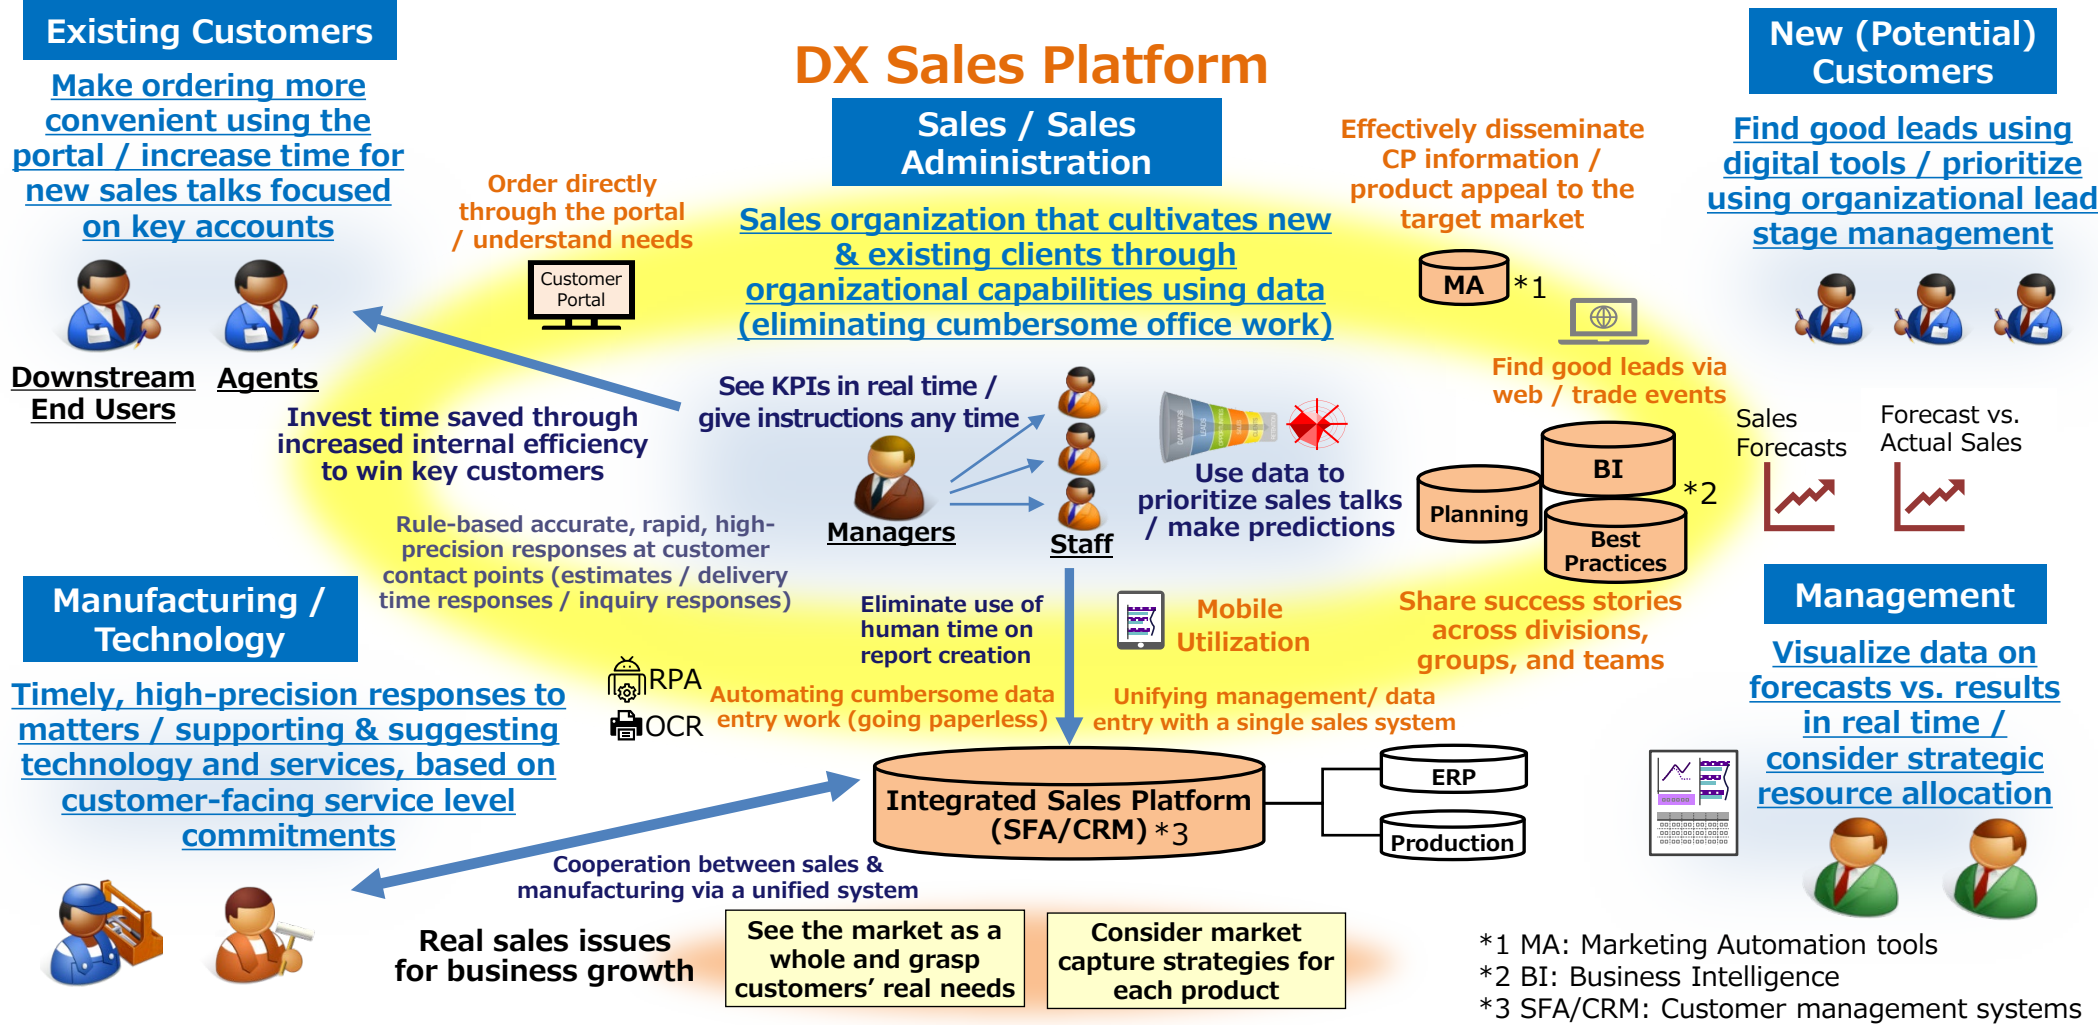 DX Sales Platform
Existing Customers
Make ordering more
convenient using the
portal / increase time for
new sales talks focused
on key accounts
Downstream
End Users
Agents
Order directly
through the portal
/ understand needs
Customer
Portal
Sales / Sales
Administration
Sales organization that cultivates new
& existing clients through
organizational capabilities using data
(eliminating cumbersome office work)
Effectively disseminate
CP information /
product appeal to the
target market
MA *1
New (Potential)
Customers
Find good leads using
digital tools / prioritize
using organizational lead
stage management
Find good leads via
web / trade events
Invest time saved through
increased internal efficiency
to win key customers
See KPIs in real time /
give instructions any time
Managers
Staff
CAMPAIGNS
LEADS
Use data to
prioritize sales talks
/ make predictions
BI
Planning
Best
Practices
*2
Sales
Forecasts
Forecast vs.
Actual Sales
Rule-based accurate, rapid, high-
precision responses at customer
contact points (estimates / delivery
time responses / inquiry responses)
Eliminate use of
human time on
report creation
Mobile
Utilization
Share success stories
across divisions,
groups, and teams
Manufacturing /
Technology
Timely, high-precision responses to
matters / supporting & suggesting
technology and services, based on
customer-facing service level
commitments
RPA
OCR
Automating cumbersome data
entry work (going paperless)
Unifying management/ data
entry with a single sales system
Management
Visualize data on
forecasts vs. results
in real time /
consider strategic
resource allocation
Integrated Sales Platform
(SFA/CRM) *3
ERP
Production
Cooperation between sales &
manufacturing via a unified system
Real sales issues
for business growth
See the market as a
whole and grasp
customers’ real needs
Consider market
capture strategies for
each product
*1 MA: Marketing Automation tools
*2 BI: Business Intelligence
*3 SFA/CRM: Customer management systems